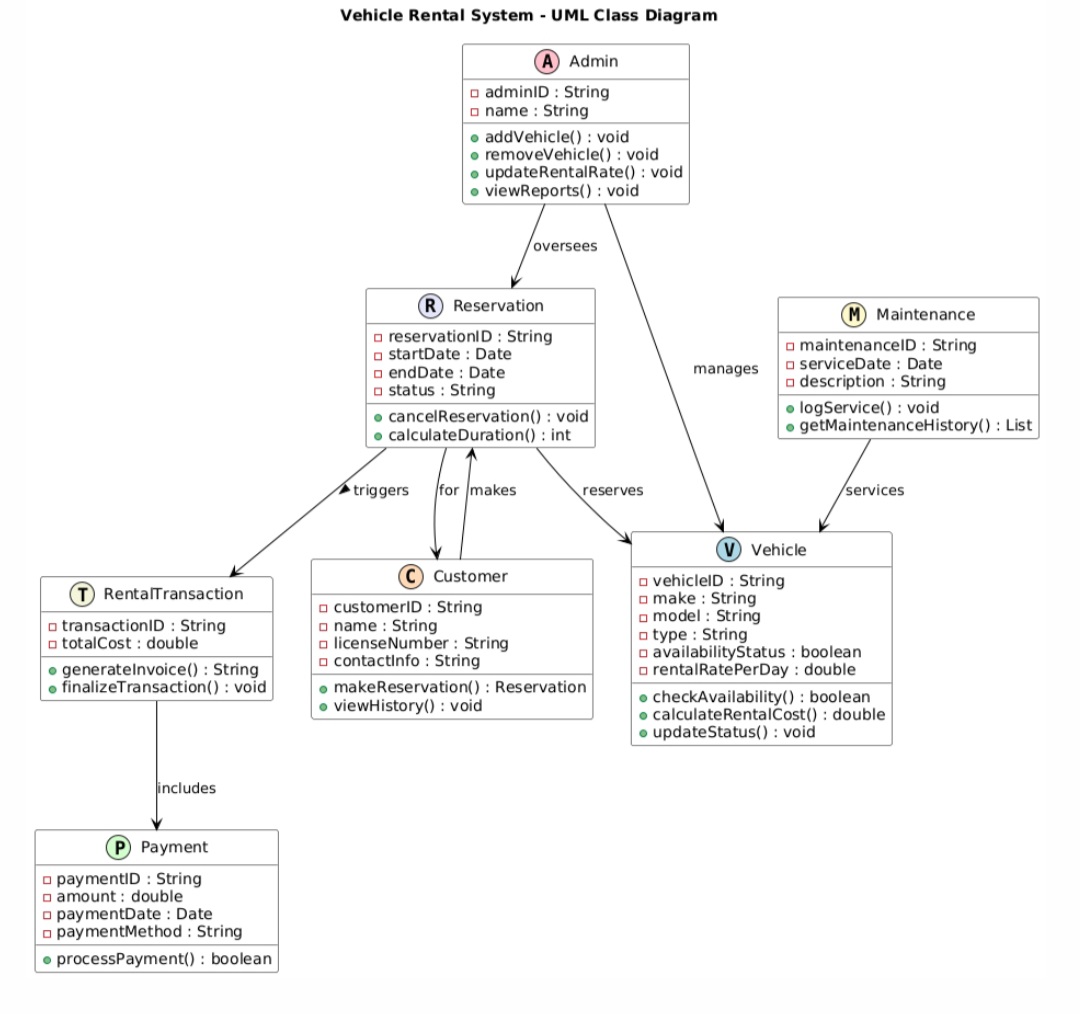 Vehicle Rental System - UML Class Diagram
A Admin
adminID : String
name : String
addVehicle() : void
removeVehicle() : void
updateRentalRate() : void
viewReports() : void
oversees
manages
R Reservation
reservationID : String
startDate : Date
endDate : Date
status : String
cancelReservation() : void
calculateDuration() : int
M Maintenance
maintenanceID : String
serviceDate : Date
description : String
logService() : void
getMaintenanceHistory() : List
triggers
for
makes
reserves
services
T RentalTransaction
transactionID : String
totalCost : double
generateInvoice() : String
finalizeTransaction() : void
C Customer
customerID : String
name : String
licenseNumber : String
contactInfo : String
makeReservation() : Reservation
viewHistory() : void
V Vehicle
vehicleID : String
make : String
model : String
type : String
availabilityStatus : boolean
rentalRatePerDay : double
checkAvailability() : boolean
calculateRentalCost() : double
updateStatus() : void
includes
P Payment
paymentID : String
amount : double
paymentDate : Date
paymentMethod : String
processPayment() : boolean